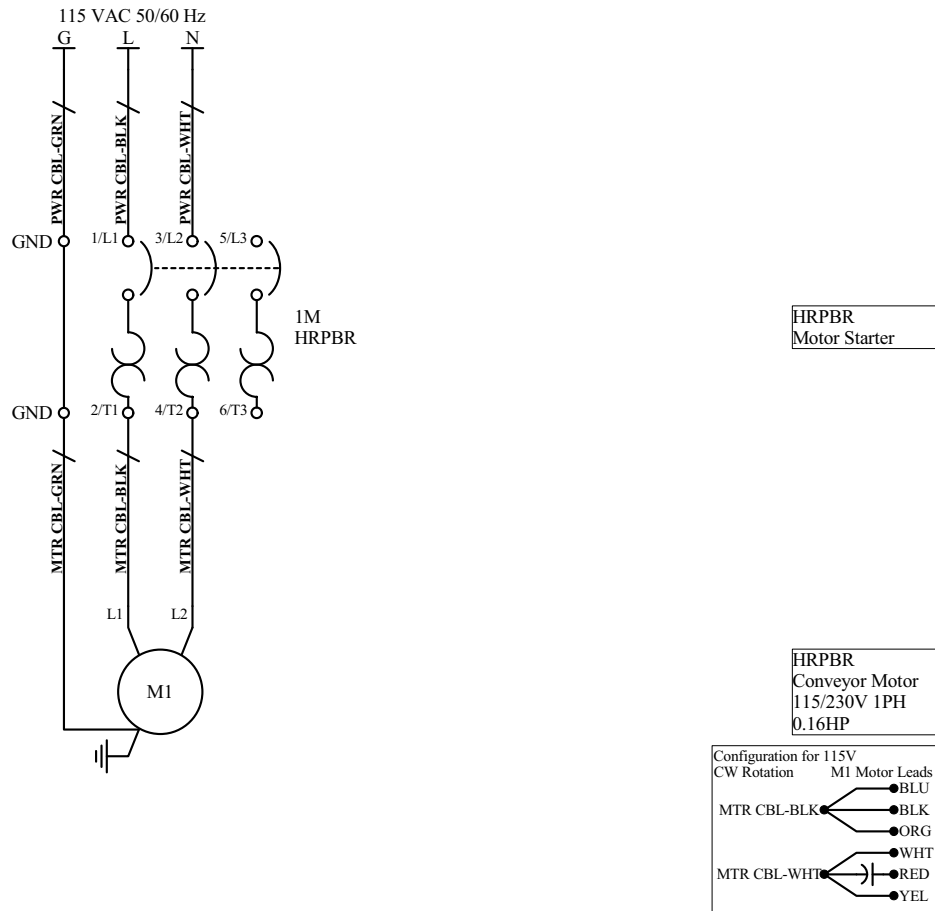 115 VAC 50/60 Hz
G L N
PWR CBL-GRN
PWR CBL-BLK
PWR CBL-WHT
GND 1/L1 3/L2 5/L3
1M
HRPBR
HRPBR
Motor Starter
GND 2/T1 4/T2 6/T3
MTR CBL-GRN
MTR CBL-BLK
MTR CBL-WHT
L1 L2
M1
HRPBR
Conveyor Motor
115/230V 1PH
0.16HP
Configuration for 115V
CW Rotation M1 Motor Leads
BLU
MTR CBL-BLK BLK
ORG
WHT
MTR CBL-WHT RED
YEL